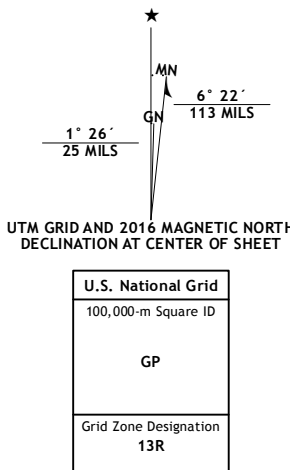 MN
GN
6° 22´
113 MILS
1° 26´
25 MILS
UTM GRID AND 2016 MAGNETIC NORTH
DECLINATION AT CENTER OF SHEET
U.S. National Grid
100,000-m Square ID
GP
Grid Zone Designation
13R